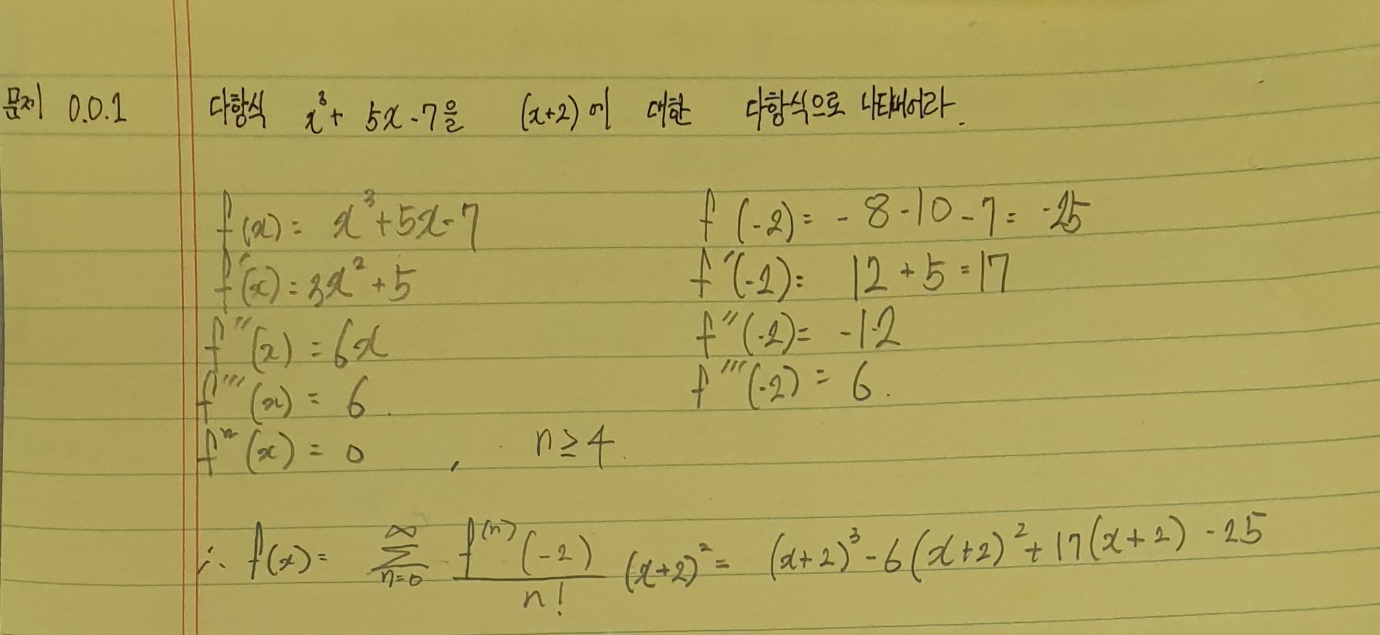 문제 0.0.1 다항식 x³+ 5x-7을 (x+2)에 대한 다항식으로 나타내어라.
f(x)= x³+5x-7 f(-2)= -8-10-7= -25
f'(x)=3x²+5 f'(-2)= 12+5=17
f''(x)=6x f''(-2)= -12
f'''(x)= 6. f'''(-2)= 6.
fⁿ(x)= 0 , n≥4.
∴ f(x)= ∑_{n=0}^{∞} f⁽ⁿ⁾(-2)/n! (x+2)²= (x+2)³-6(x+2)²+17(x+2)-25